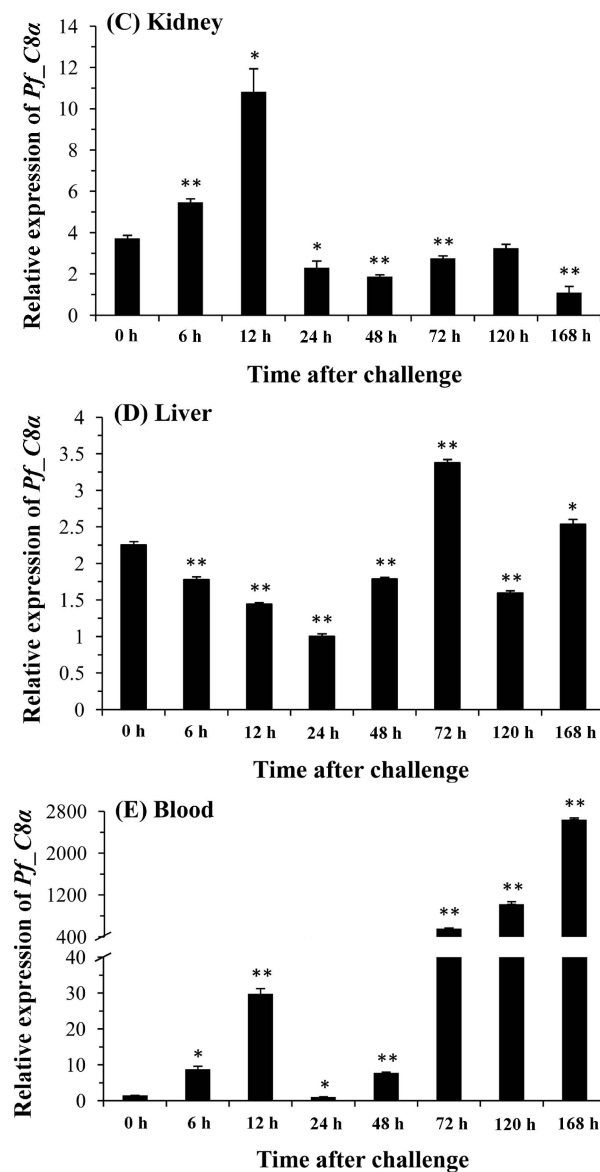 (C) Kidney
Relative expression of Pf_C8α
14
12
10
8
6
4
2
0
** * * ** ** **
0 h 6 h 12 h 24 h 48 h 72 h 120 h 168 h
Time after challenge
(D) Liver
Relative expression of Pf_C8α
4
3.5
3
2.5
2
1.5
1
0.5
0
** ** ** ** ** ** *
0 h 6 h 12 h 24 h 48 h 72 h 120 h 168 h
Time after challenge
(E) Blood
Relative expression of Pf_C8α
2800
2000
1200
400
40
30
20
10
0
* ** * ** ** ** **
0 h 6 h 12 h 24 h 48 h 72 h 120 h 168 h
Time after challenge